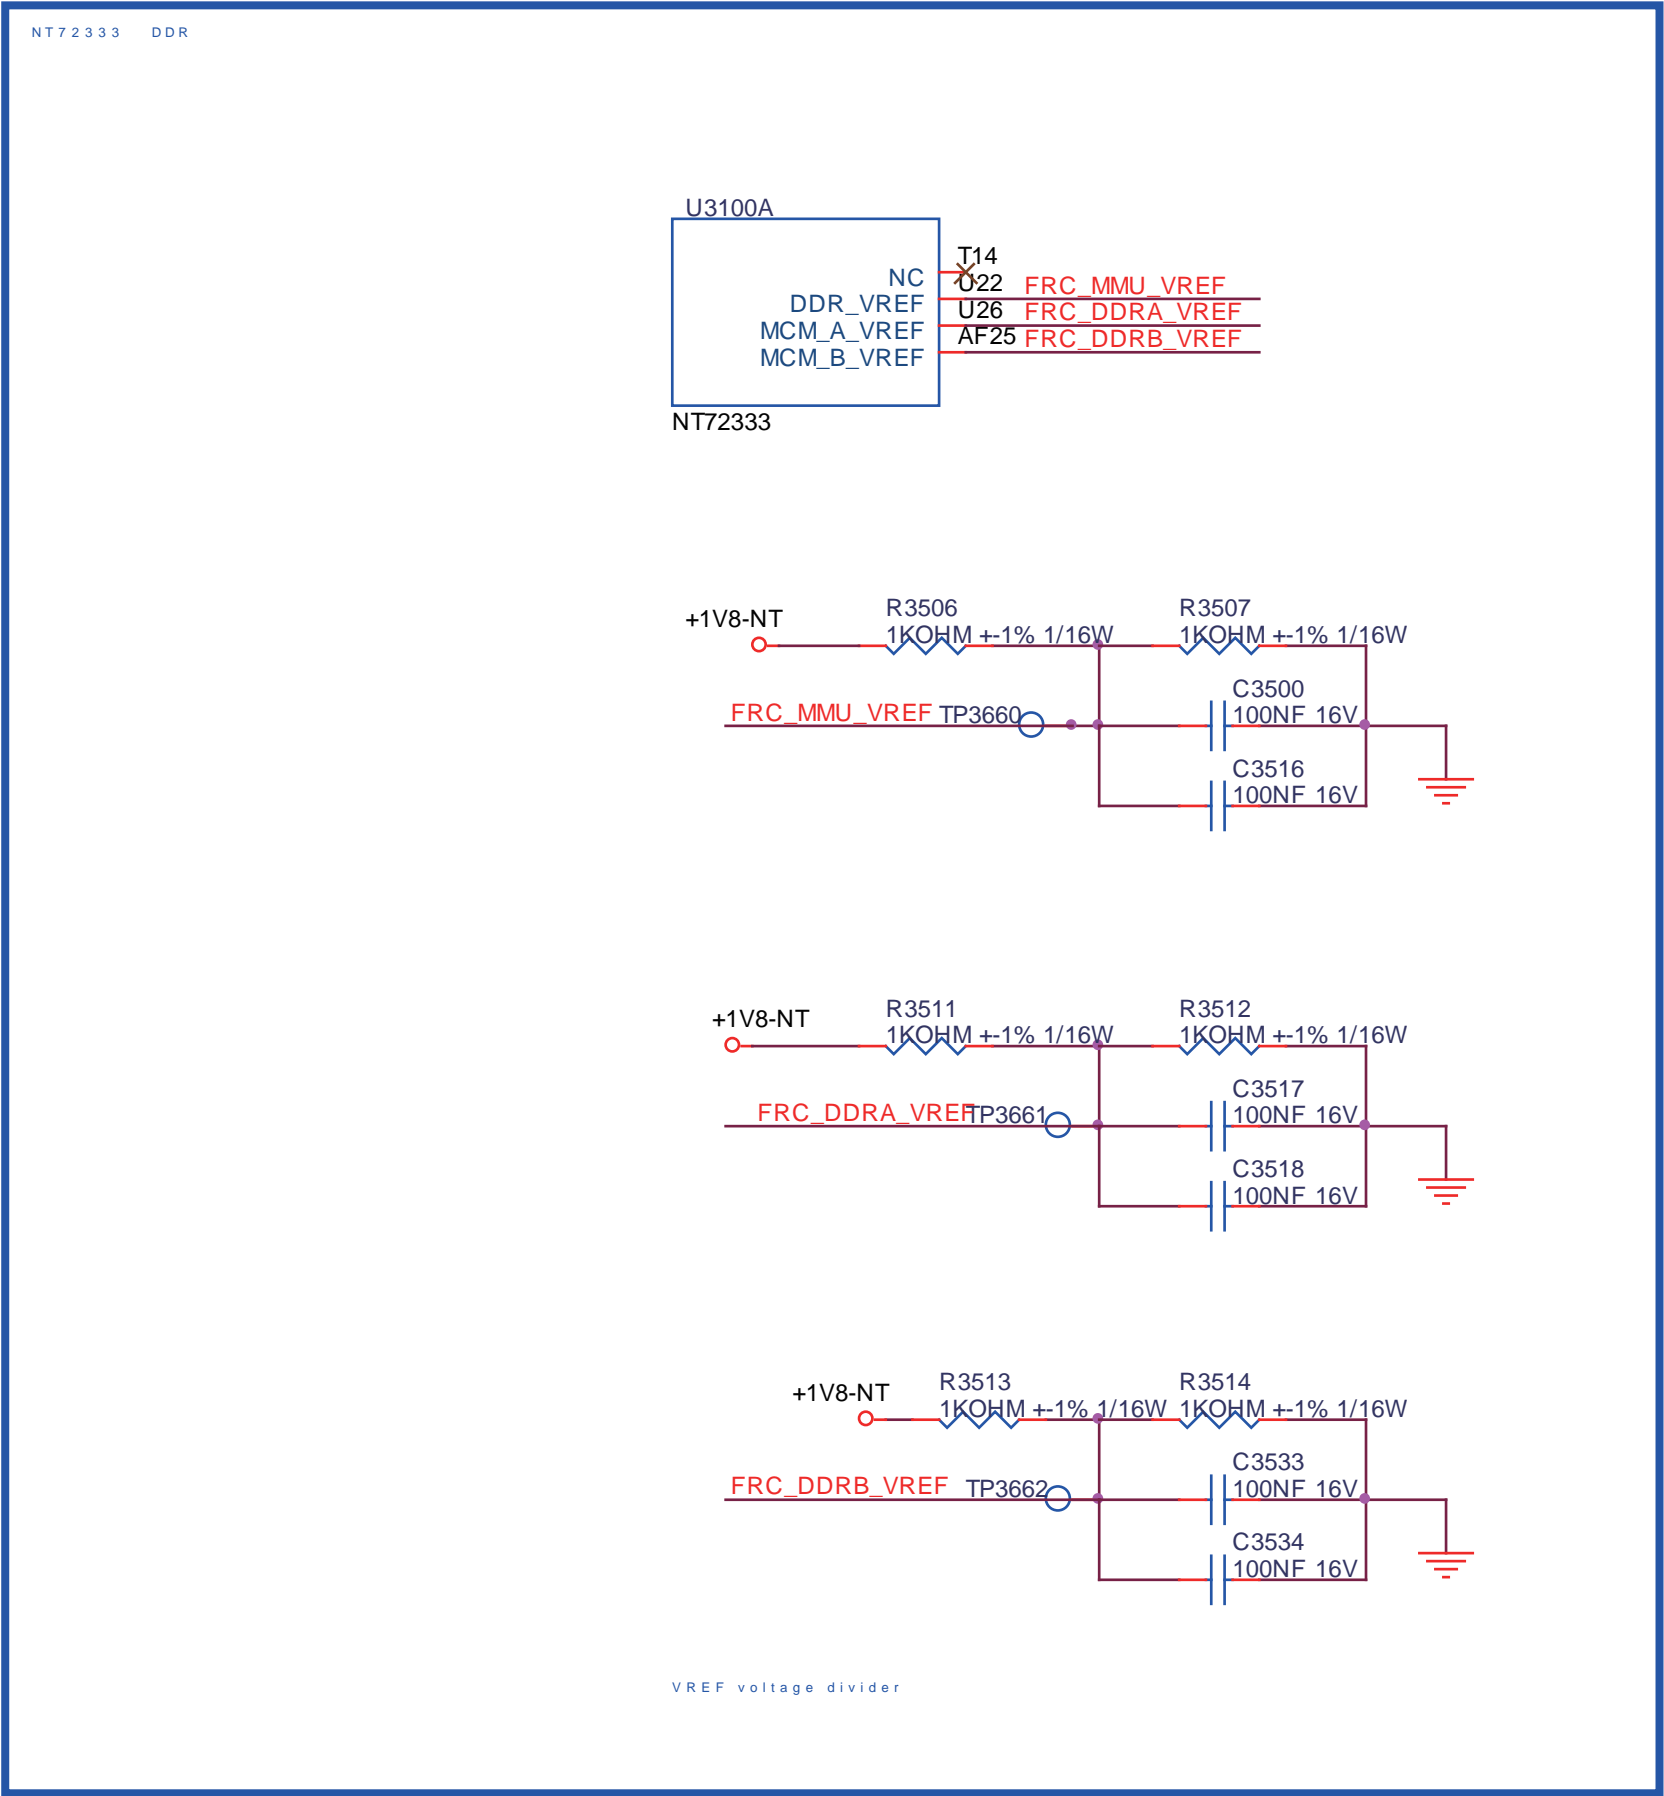 NT72333 DDR
U3100A
T14
NC
U22 FRC_MMU_VREF
DDR_VREF
U26 FRC_DDRA_VREF
MCM_A_VREF
AF25 FRC_DDRB_VREF
MCM_B_VREF
NT72333
R3506 R3507
+1V8-NT
1KOHM +-1% 1/16W 1KOHM +-1% 1/16W
C3500
FRC_MMU_VREF TP3660 100NF 16V
C3516
100NF 16V
R3511 R3512
+1V8-NT
1KOHM +-1% 1/16W 1KOHM +-1% 1/16W
C3517
FRC_DDRA_VREF TP3661 100NF 16V
C3518
100NF 16V
R3513 R3514
+1V8-NT
1KOHM +-1% 1/16W 1KOHM +-1% 1/16W
C3533
FRC_DDRB_VREF TP3662 100NF 16V
C3534
100NF 16V
VREF voltage divider